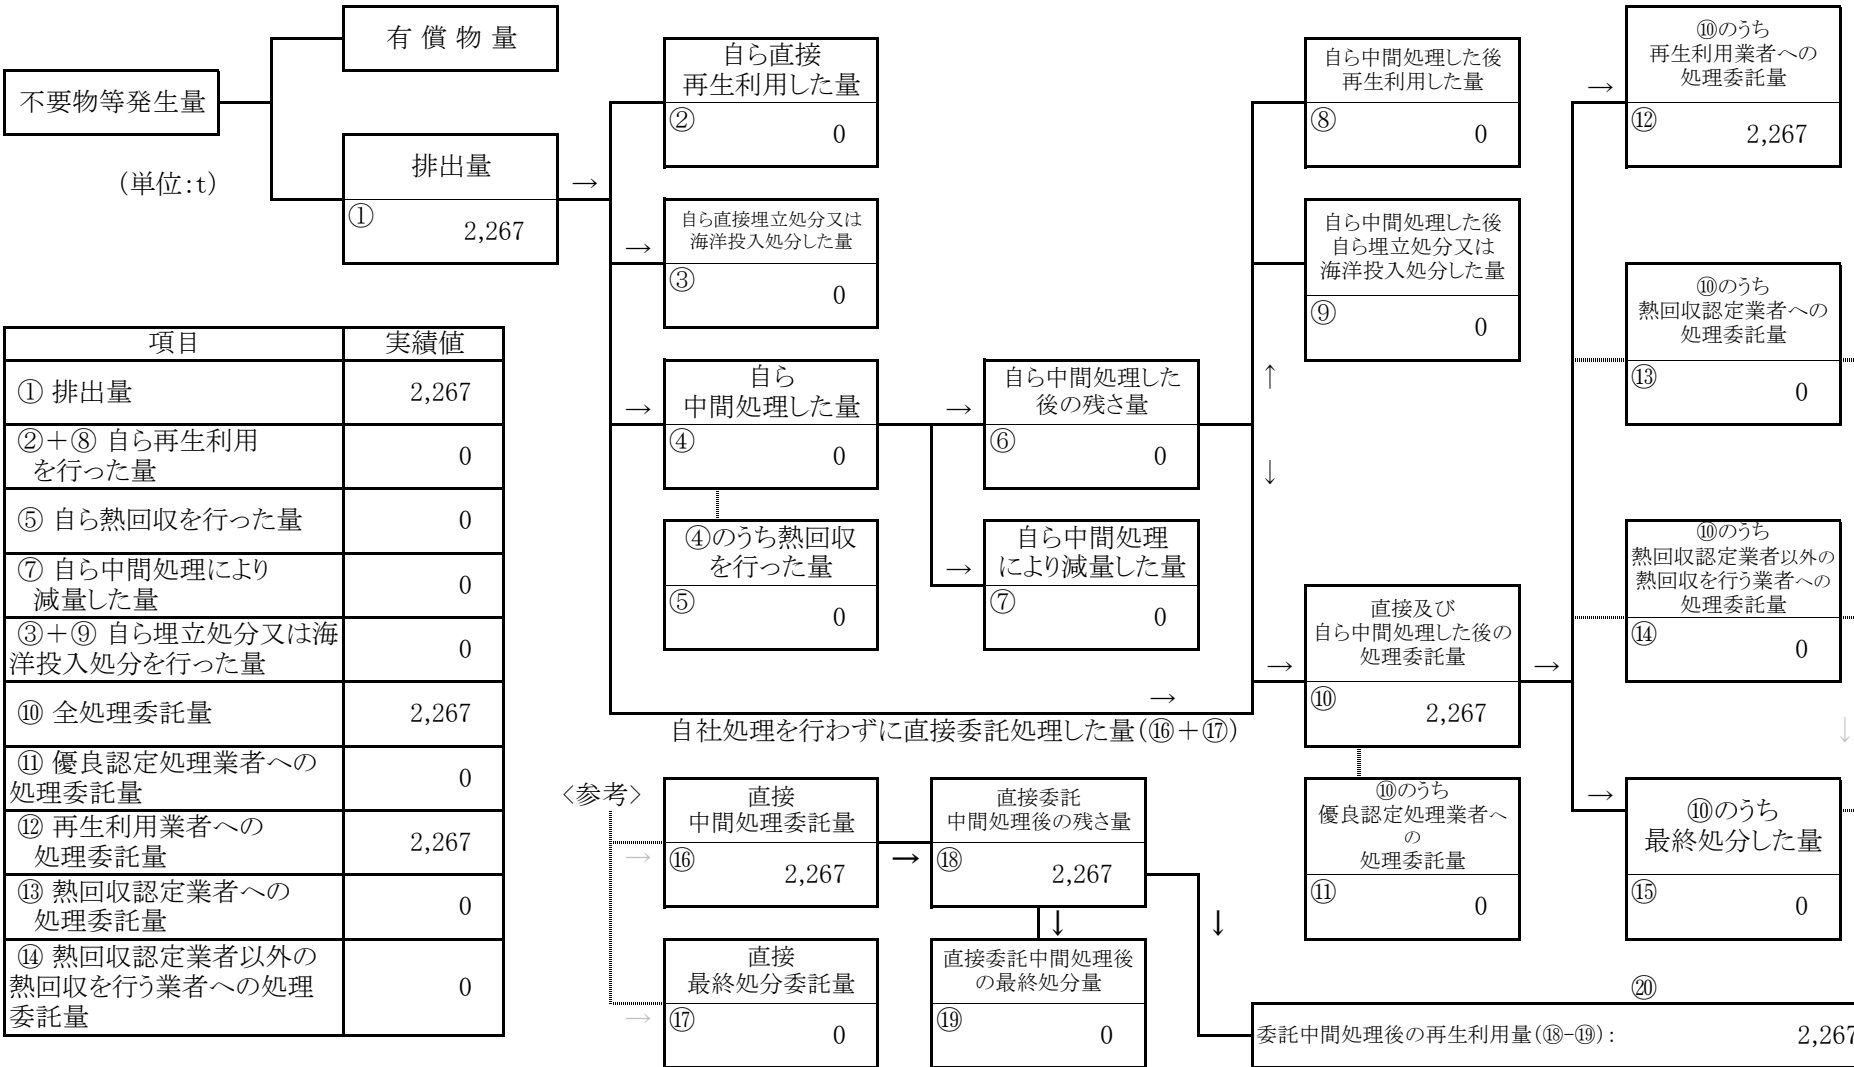 有償物量
不要物等発生量
(単位:t)
排出量
①
2,267
→
自ら直接
再生利用した量
②
0
→
自ら直接埋立処分又は
海洋投入処分した量
③
0
→
自ら
中間処理した量
④
0
④のうち熱回収
を行った量
⑤
0
→
自ら中間処理した
後の残さ量
⑥
0
→
自ら中間処理
により減量した量
⑦
0
自ら中間処理した後
再生利用した量
⑧
0
自ら中間処理した後
自ら埋立処分又は
海洋投入処分した量
⑨
0
↑
↓
→
自社処理を行わずに直接委託処理した量(⑯+⑰)
→
直接及び
自ら中間処理した後の
処理委託量
⑩
2,267
→
⑩のうち
優良認定処理業者へ
の
処理委託量
⑪
0
→
⑩のうち
再生利用業者への
処理委託量
⑫
2,267
⑩のうち
熱回収認定業者への
処理委託量
⑬
0
⑩のうち
熱回収認定業者以外の
熱回収を行う業者への
処理委託量
⑭
0
↓
→
⑩のうち
最終処分した量
⑮
0
項目 実績値
① 排出量 2,267
②+⑧ 自ら再生利用
を行った量 0
⑤ 自ら熱回収を行った量 0
⑦ 自ら中間処理により
減量した量 0
③+⑨ 自ら埋立処分又は海
洋投入処分を行った量 0
⑩ 全処理委託量 2,267
⑪ 優良認定処理業者への
処理委託量 0
⑫ 再生利用業者への
処理委託量 2,267
⑬ 熱回収認定業者への
処理委託量 0
⑭ 熱回収認定業者以外の
熱回収を行う業者への処理
委託量 0
<参考>
→
直接
中間処理委託量
⑯
2,267
→
直接委託
中間処理後の残さ量
⑱
2,267
↓
↓
→
直接
最終処分委託量
⑰
0
直接委託中間処理後
の最終処分量
⑲
0
⑳
委託中間処理後の再生利用量(⑱-⑲): 2,267